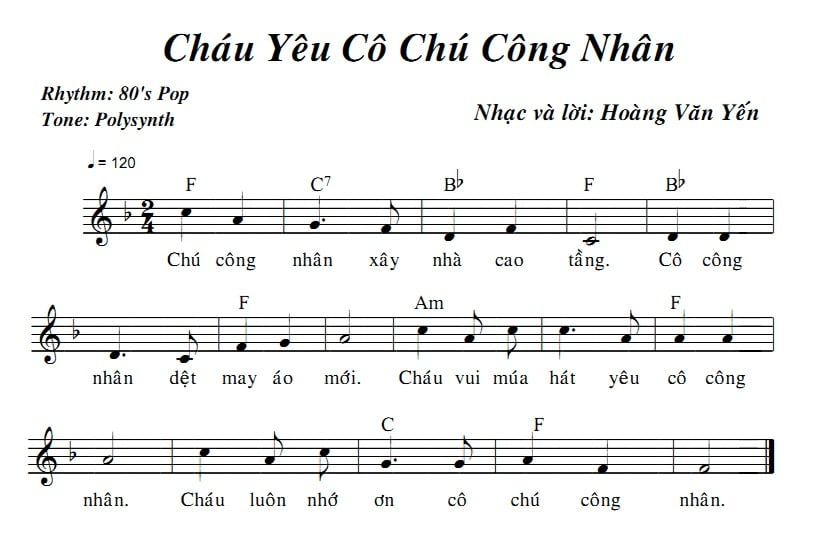 Cháu Yêu Cô Chú Công Nhân
Rhythm: 80's Pop
Tone: Polysynth
Nhạc và lời: Hoàng Văn Yến
♩ = 120
F C7 B♭ F B♭
2/4
Chú công nhân xây nhà cao tầng. Cô công
F Am F
nhân dệt may áo mới. Cháu vui múa hát yêu cô công
C F
nhân. Cháu luôn nhớ ơn cô chú công nhân.